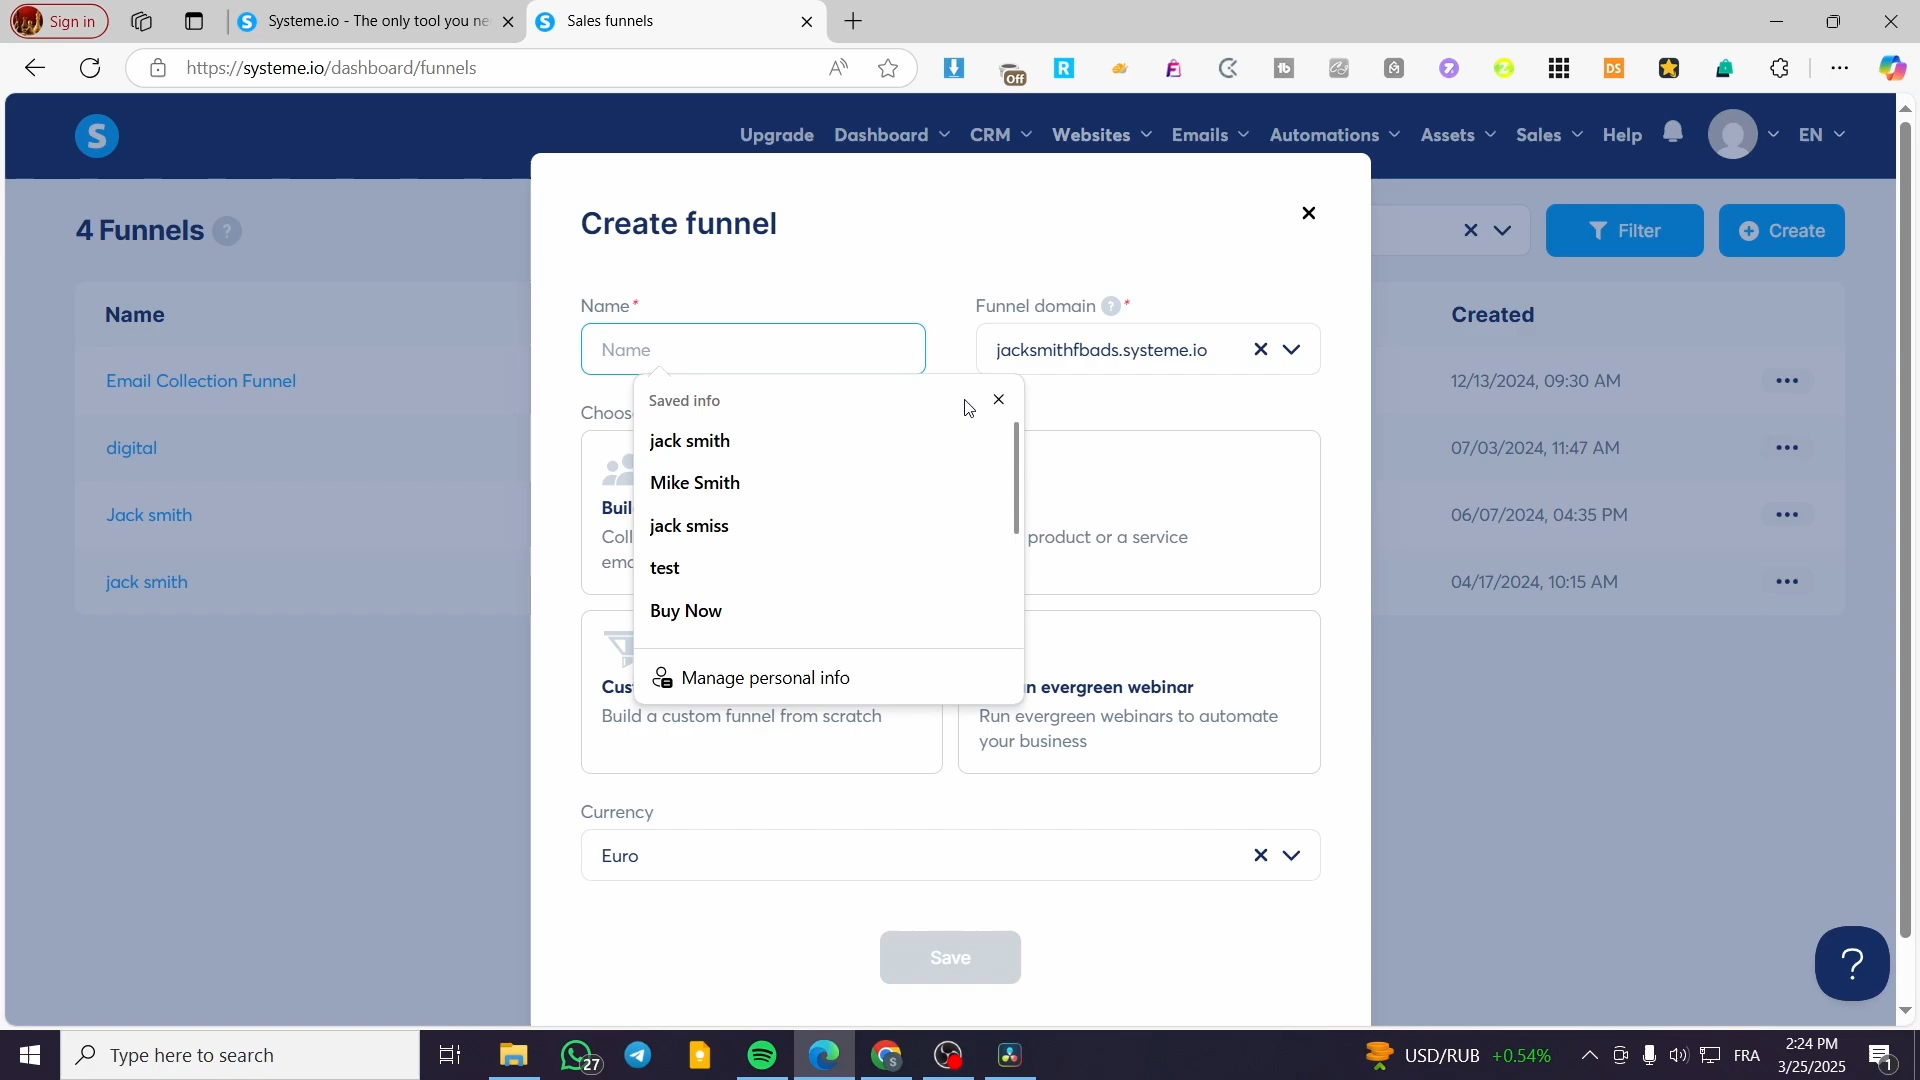 Sign in
Systeme.io - The only tool you ne
Sales funnels
https://systeme.io/dashboard/funnels
Off
S
Upgrade
Dashboard
CRM
Websites
Emails
Automations
Assets
Sales
Help
EN
4 Funnels ?
Filter
Create
Name
Created
Email Collection Funnel
12/13/2024, 09:30 AM
digital
07/03/2024, 11:47 AM
Jack smith
06/07/2024, 04:35 PM
jack smith
04/17/2024, 10:15 AM
Create funnel
Name*
Funnel domain ? *
Name
jacksmithfbads.systeme.io
Choos
Saved info
jack smith
Mike Smith
jack smiss
test
Buy Now
Manage personal info
Buil
Coll
ema
product or a service
Cus
Build a custom funnel from scratch
n evergreen webinar
Run evergreen webinars to automate
your business
Currency
Euro
Save
?
Type here to search
27
USD/RUB +0.54%
FRA
2:24 PM
3/25/2025
1